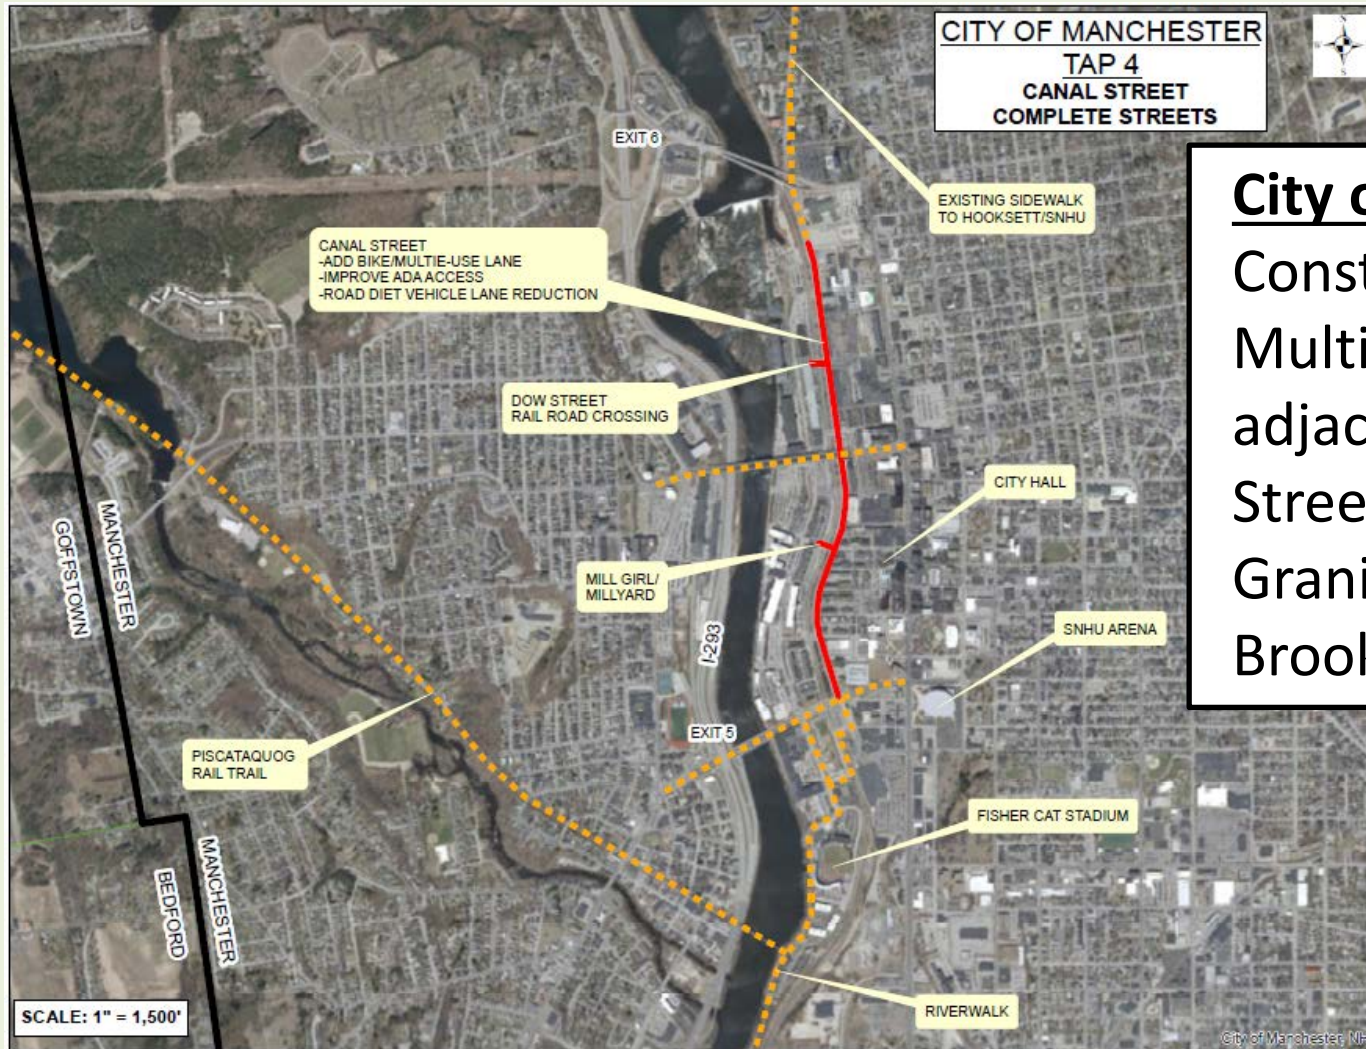 CITY OF MANCHESTER
TAP 4
CANAL STREET
COMPLETE STREETS
EXIT 6
EXISTING SIDEWALK
TO HOOKSETT/SNHU
City
Const
Multi
adjac
Stree
Grani
Brook
CANAL STREET
-ADD BIKE/MULTIE-USE LANE
-IMPROVE ADA ACCESS
-ROAD DIET VEHICLE LANE REDUCTION
DOW STREET
RAIL ROAD CROSSING
CITY HALL
MANCHESTER
GOFFSTOWN
MILL GIRL/
MILLYARD
I-293
SNHU ARENA
EXIT 5
PISCATAQUOG
RAIL TRAIL
FISHER CAT STADIUM
MANCHESTER
BEDFORD
RIVERWALK
SCALE: 1" = 1,500'
City of Manchester, NH